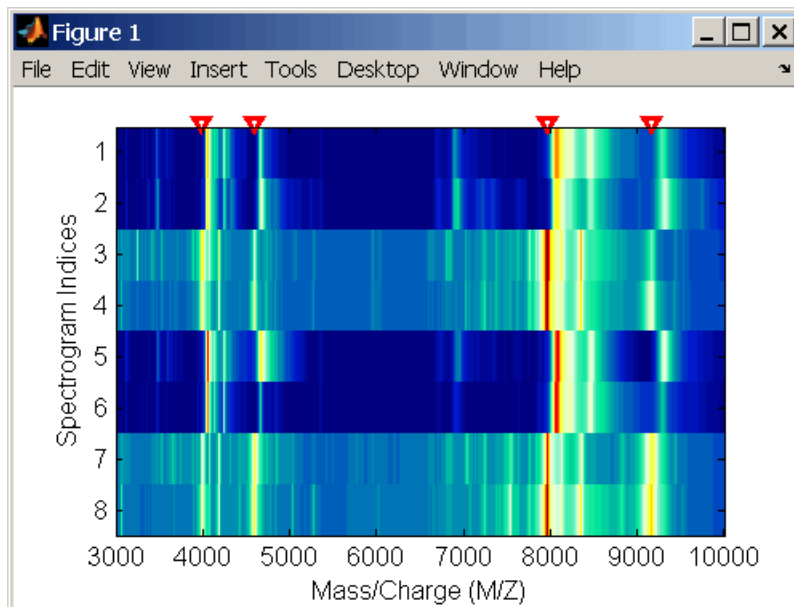 Figure 1
File Edit View Insert Tools Desktop Window Help
1
2
3
4
5
6
7
8
Spectrogram Indices
3000 4000 5000 6000 7000 8000 9000 10000
Mass/Charge (M/Z)